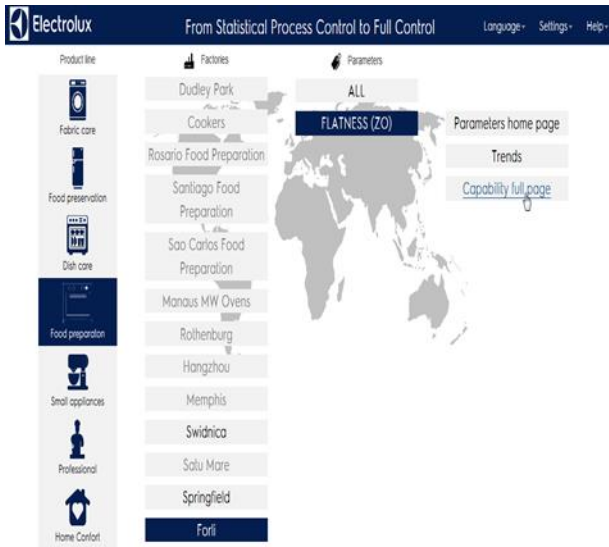 Electrolux
From Statistical Process Control to Full Control
Language
Settings
Help
Product line
Factories
Parameters
Fabric care
Food preservation
Dish care
Food preparaton
Small appliances
Professional
Home Confort
Dudley Park
Cookers
Rosario Food Preparation
Santiago Food
Preparation
Sao Carlos Food
Preparation
Manaus MW Ovens
Rothenburg
Hangzhou
Memphis
Swidnica
Satu Mare
Springfield
Forli
ALL
FLATNESS (ZO)
Parameters home page
Trends
Capability full page